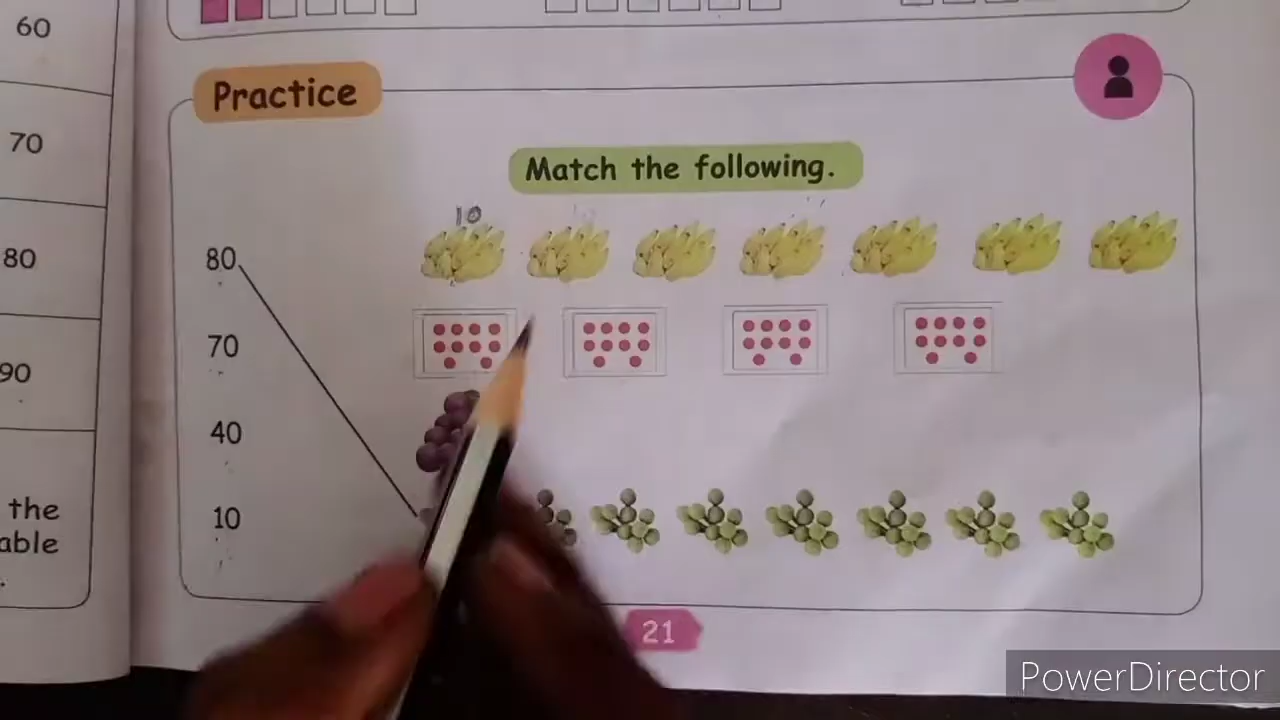 60
70
80
90
the
able
Practice
Match the following.
10
80
70
40
10
21
PowerDirector